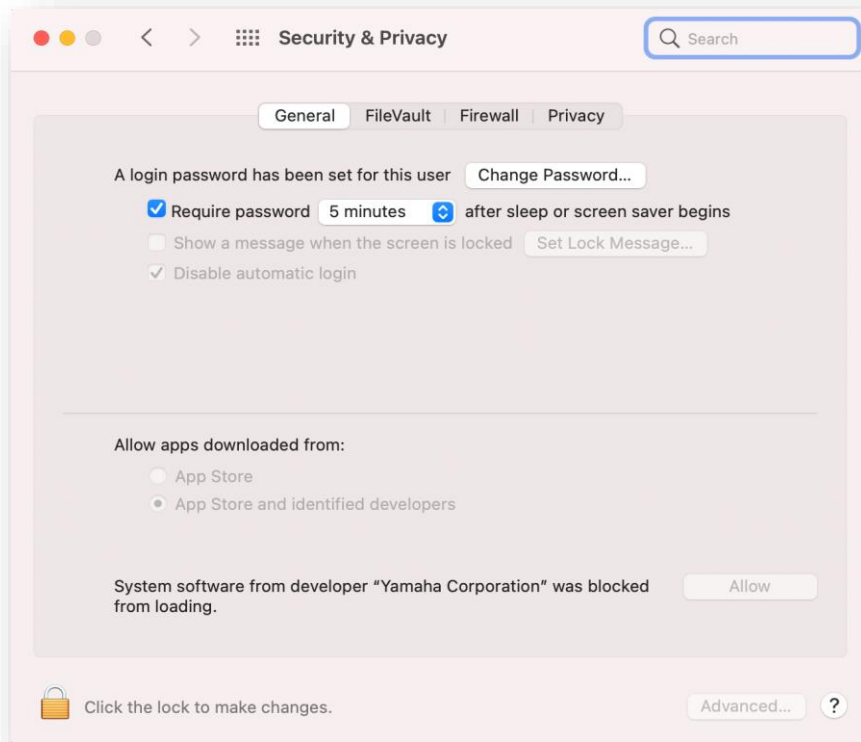 Security & Privacy
Search
General
FileVault
Firewall
Privacy
A login password has been set for this user
Change Password...
Require password
5 minutes
after sleep or screen saver begins
Show a message when the screen is locked
Set Lock Message...
Disable automatic login
Allow apps downloaded from:
App Store
App Store and identified developers
System software from developer “Yamaha Corporation” was blocked
from loading.
Allow
Click the lock to make changes.
Advanced...
?